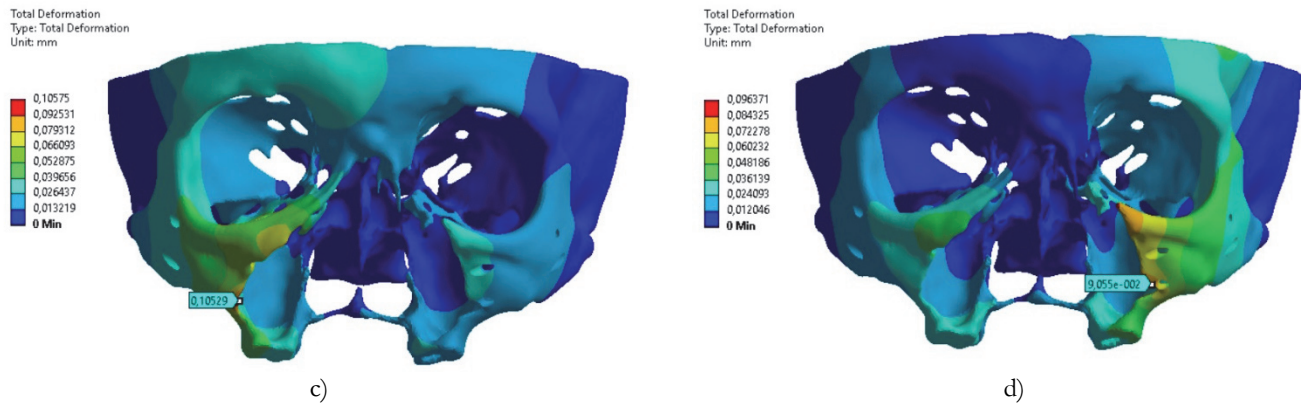 Total Deformation
Type: Total Deformation
Unit: mm
0,10575
0,092531
0,079312
0,066093
0,052875
0,039656
0,026437
0,013219
0 Min
0,10529
c)
Total Deformation
Type: Total Deformation
Unit: mm
0,096371
0,084325
0,072278
0,060232
0,048186
0,036139
0,024093
0,012046
0 Min
9,055e-002
d)